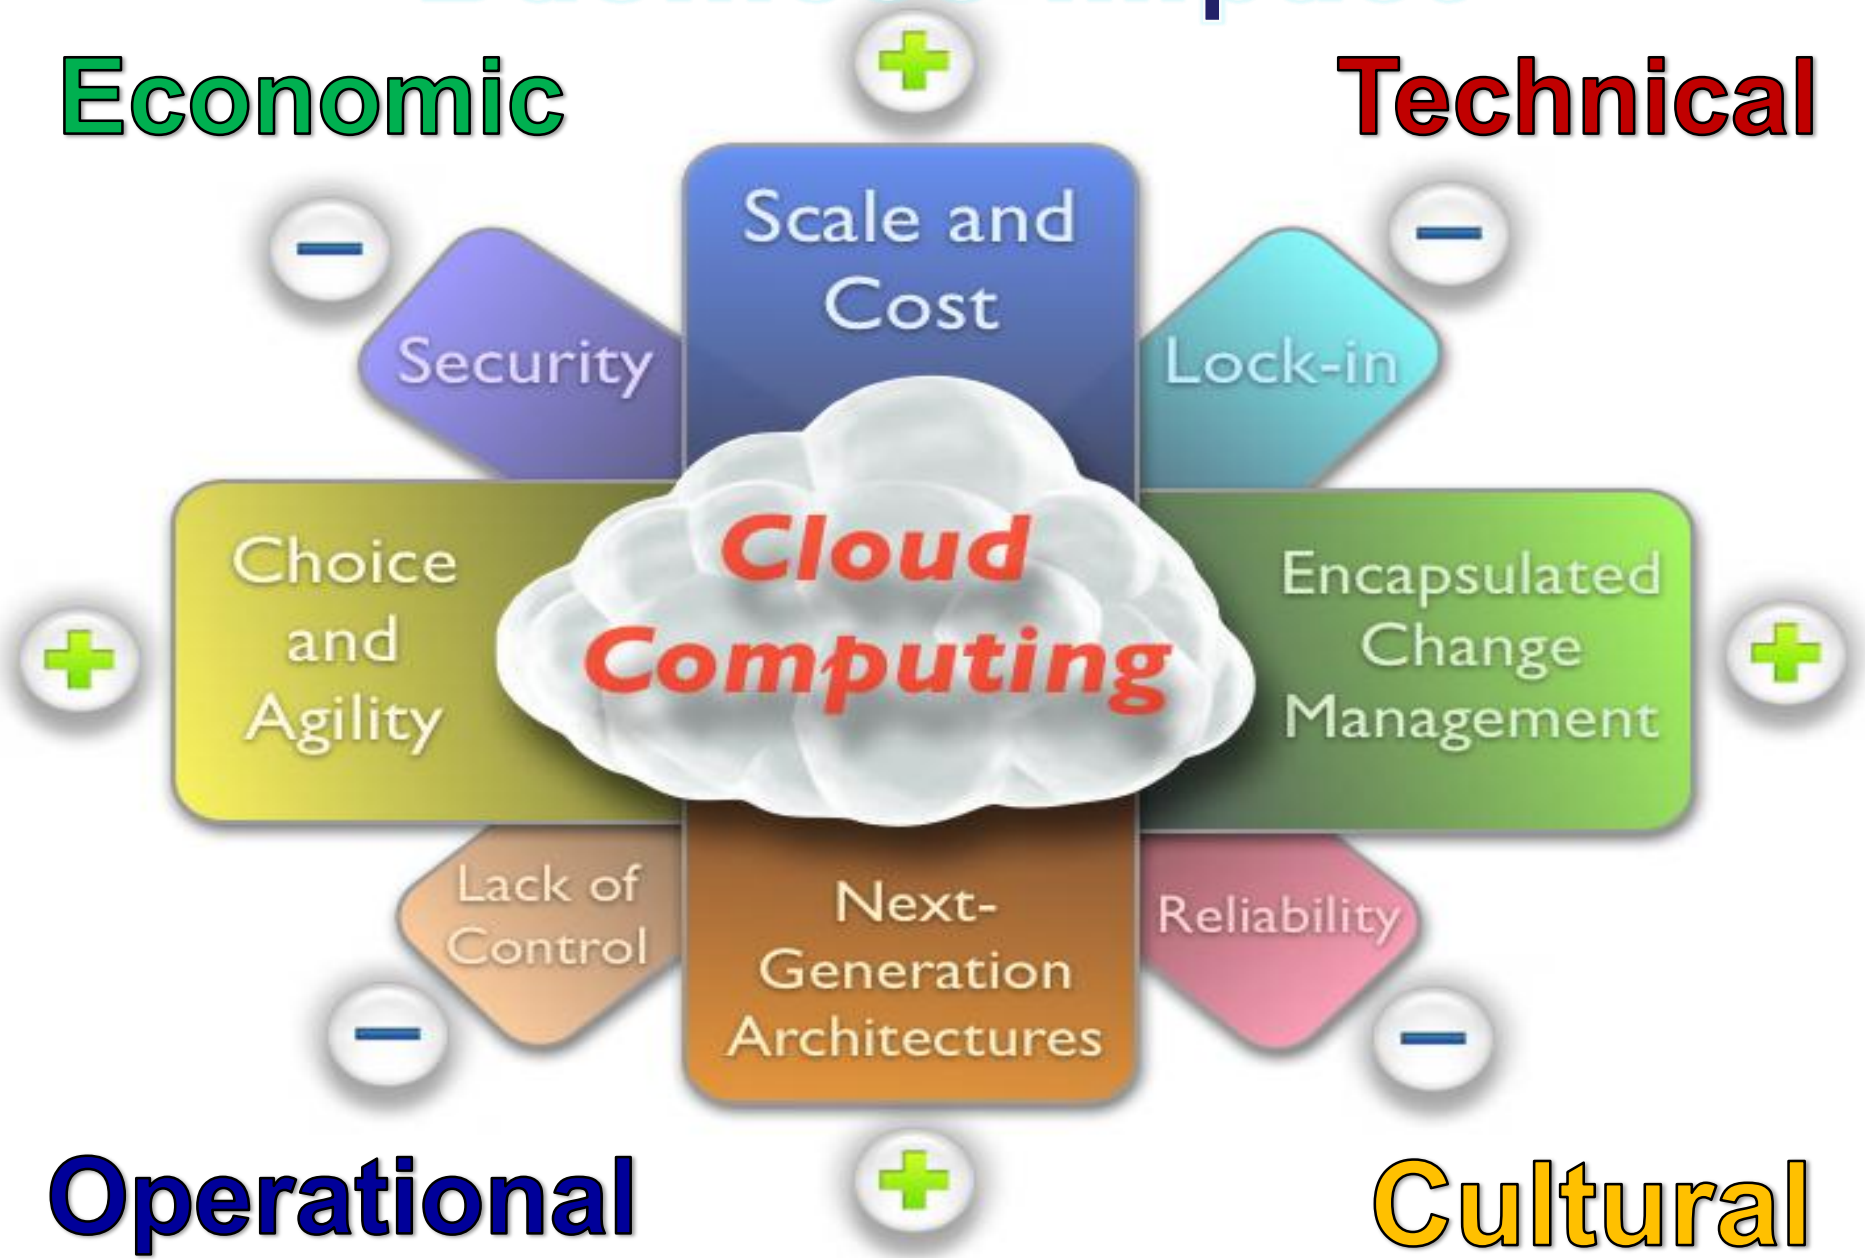 Economic
Technical
Scale and
Cost
Security
Lock-in
Choice
and
Agility
Cloud
Computing
Encapsulated
Change
Management
Lack of
Control
Next-
Generation
Architectures
Reliability
Operational
Cultural